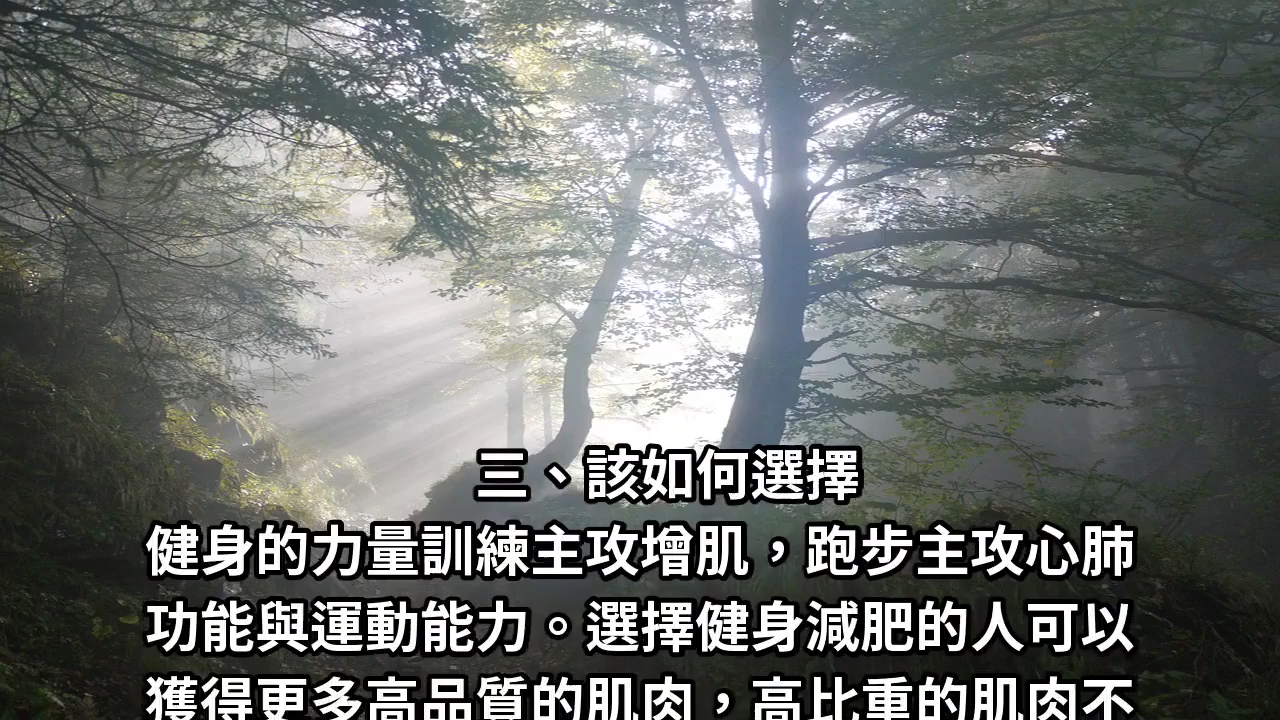 三、該如何選擇
健身的力量訓練主攻增肌，跑步主攻心肺
功能與運動能力。選擇健身減肥的人可以
獲得更多高品質的肌肉，高比重的肌肉不